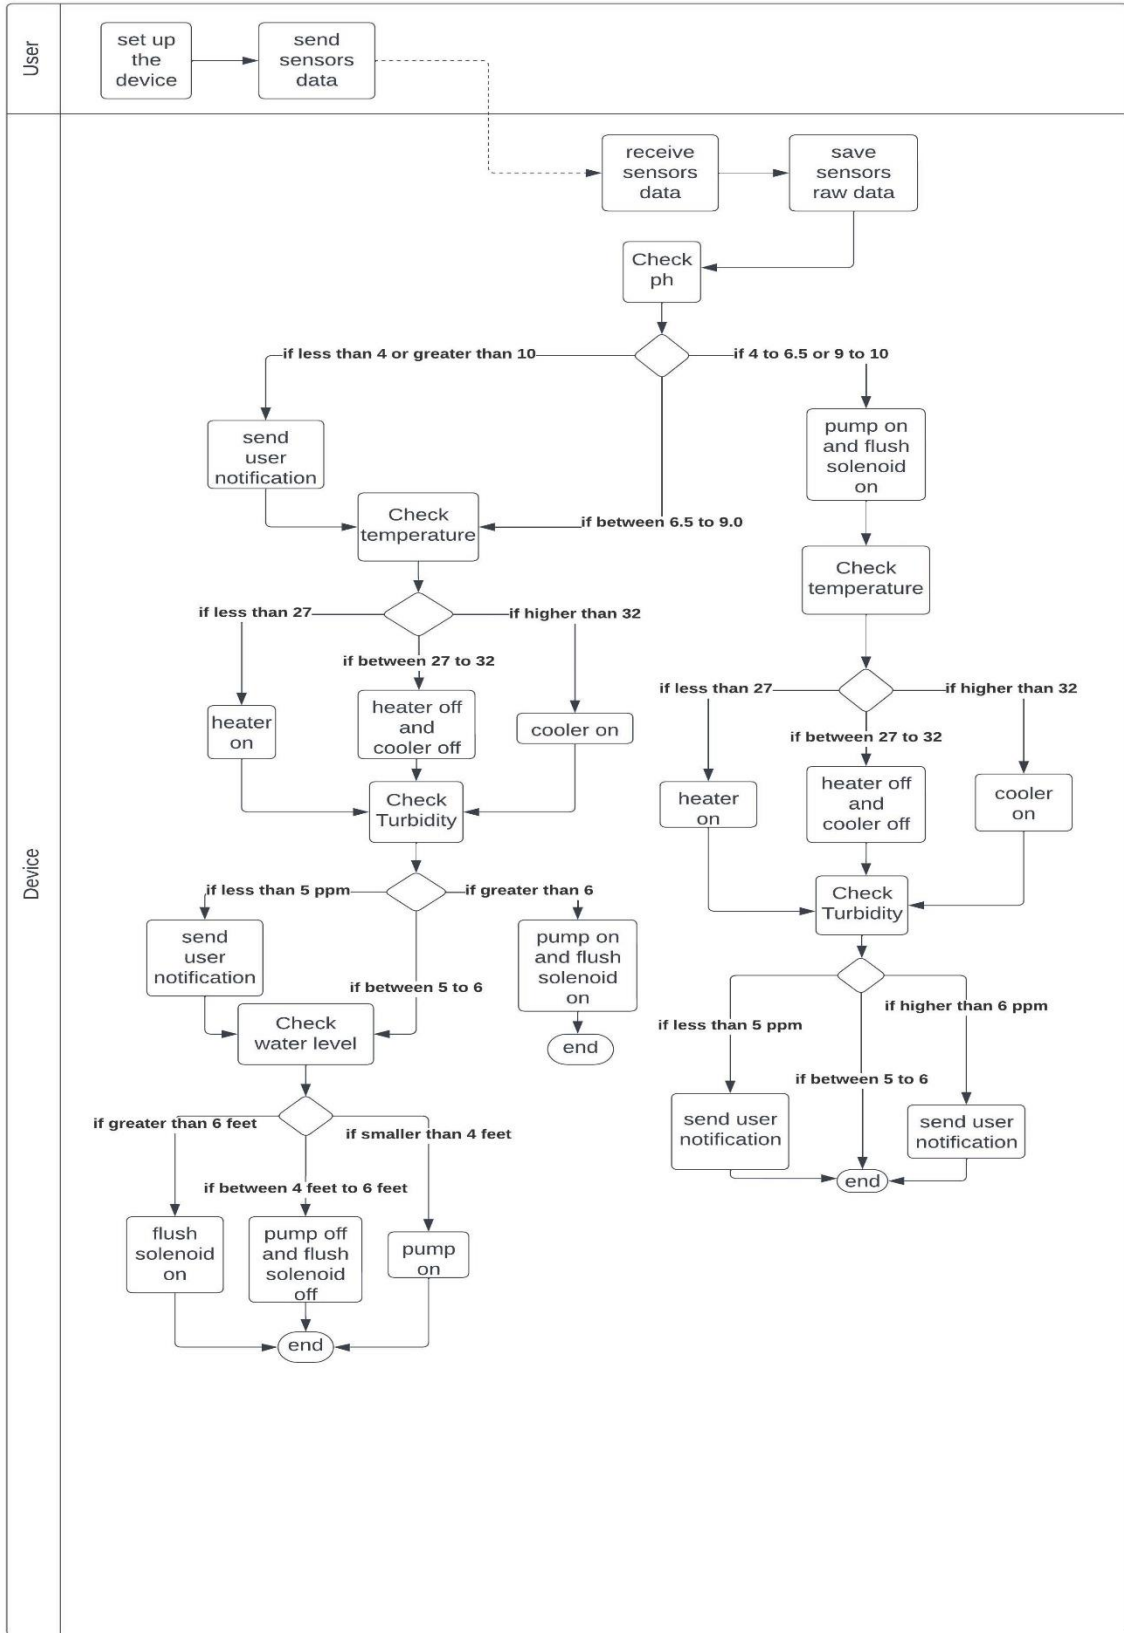 User
set up
the
device
send
sensors
data
receive
sensors
data
save
sensors
raw data
Check
ph
if less than 4 or greater than 10
if 4 to 6.5 or 9 to 10
send
user
notification
pump on
and flush
solenoid
on
Check
temperature
if between 6.5 to 9.0
Check
temperature
if less than 27
if higher than 32
if between 27 to 32
heater
on
heater off
and
cooler off
cooler on
if less than 27
if higher than 32
if between 27 to 32
heater
on
heater off
and
cooler off
cooler
on
Check
Turbidity
Device
Check
Turbidity
if less than 5 ppm
if greater than 6
send
user
notification
pump on
and flush
solenoid
on
if between 5 to 6
Check
water level
end
if higher than 6 ppm
if less than 5 ppm
if between 5 to 6
send user
notification
send user
notification
end
if greater than 6 feet
if smaller than 4 feet
if between 4 feet to 6 feet
flush
solenoid
on
pump off
and flush
solenoid
off
pump
on
end